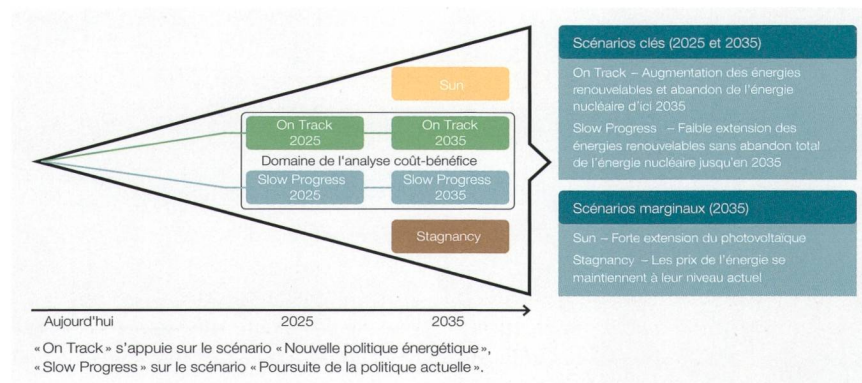 Sun
On Track
2025
On Track
2035
Domaine de l'analyse coût-bénéfice
Slow Progress
2025
Slow Progress
2035
Stagnancy
Aujourd'hui
2025
2035
«On Track» s'appuie sur le scénario «Nouvelle politique énergétique»,
«Slow Progress» sur le scénario «Poursuite de la politique actuelle».
Scénarios clés (2025 et 2035)
On Track – Augmentation des énergies
renouvelables et abandon de l'énergie
nucléaire d'ici 2035
Slow Progress – Faible extension des
énergies renouvelables sans abandon total
de l'énergie nucléaire jusqu'en 2035
Scénarios marginaux (2035)
Sun – Forte extension du photovoltaïque
Stagnancy – Les prix de l'énergie se
maintiennent à leur niveau actuel